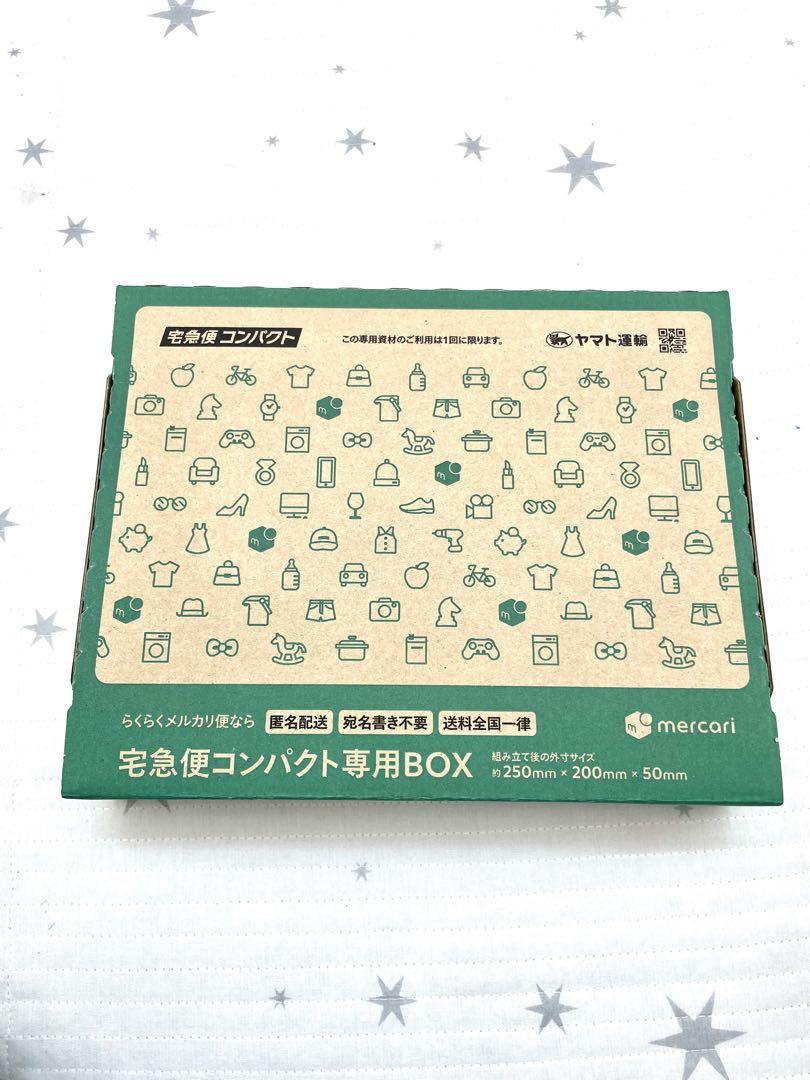 宅急便 コンパクト
この専用資材のご利用は1回に限ります。
ヤマト運輸
らくらくメルカリ便なら 匿名配送 宛名書き不要 送料全国一律
mercari
宅急便コンパクト専用BOX
組み立て後の外寸サイズ
約250mm × 200mm × 50mm